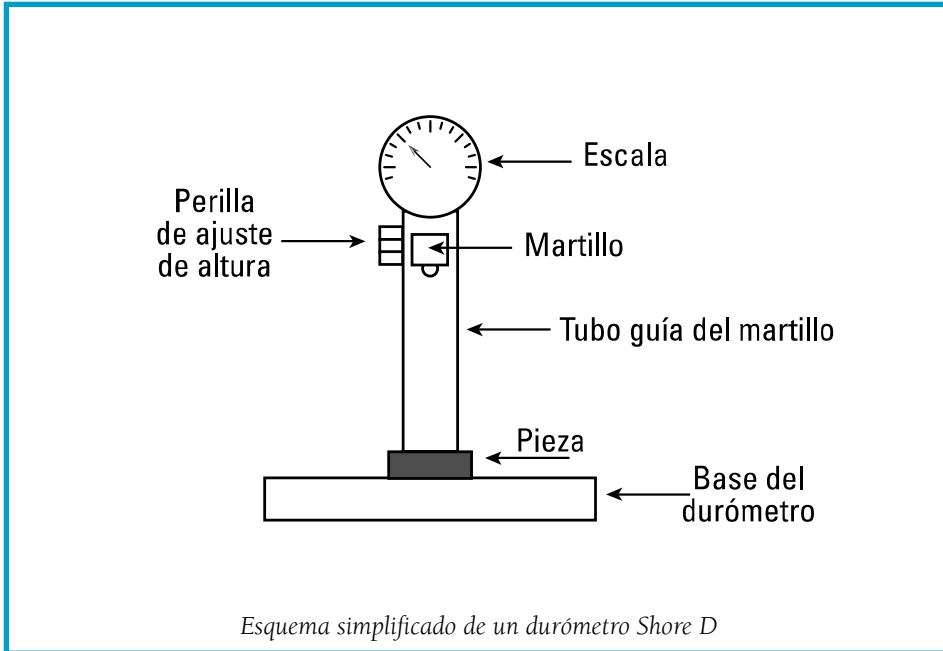 Escala
Perilla
de ajuste
de altura
Martillo
Tubo guía del martillo
Pieza
Base del
durómetro
Esquema simplificado de un durómetro Shore D